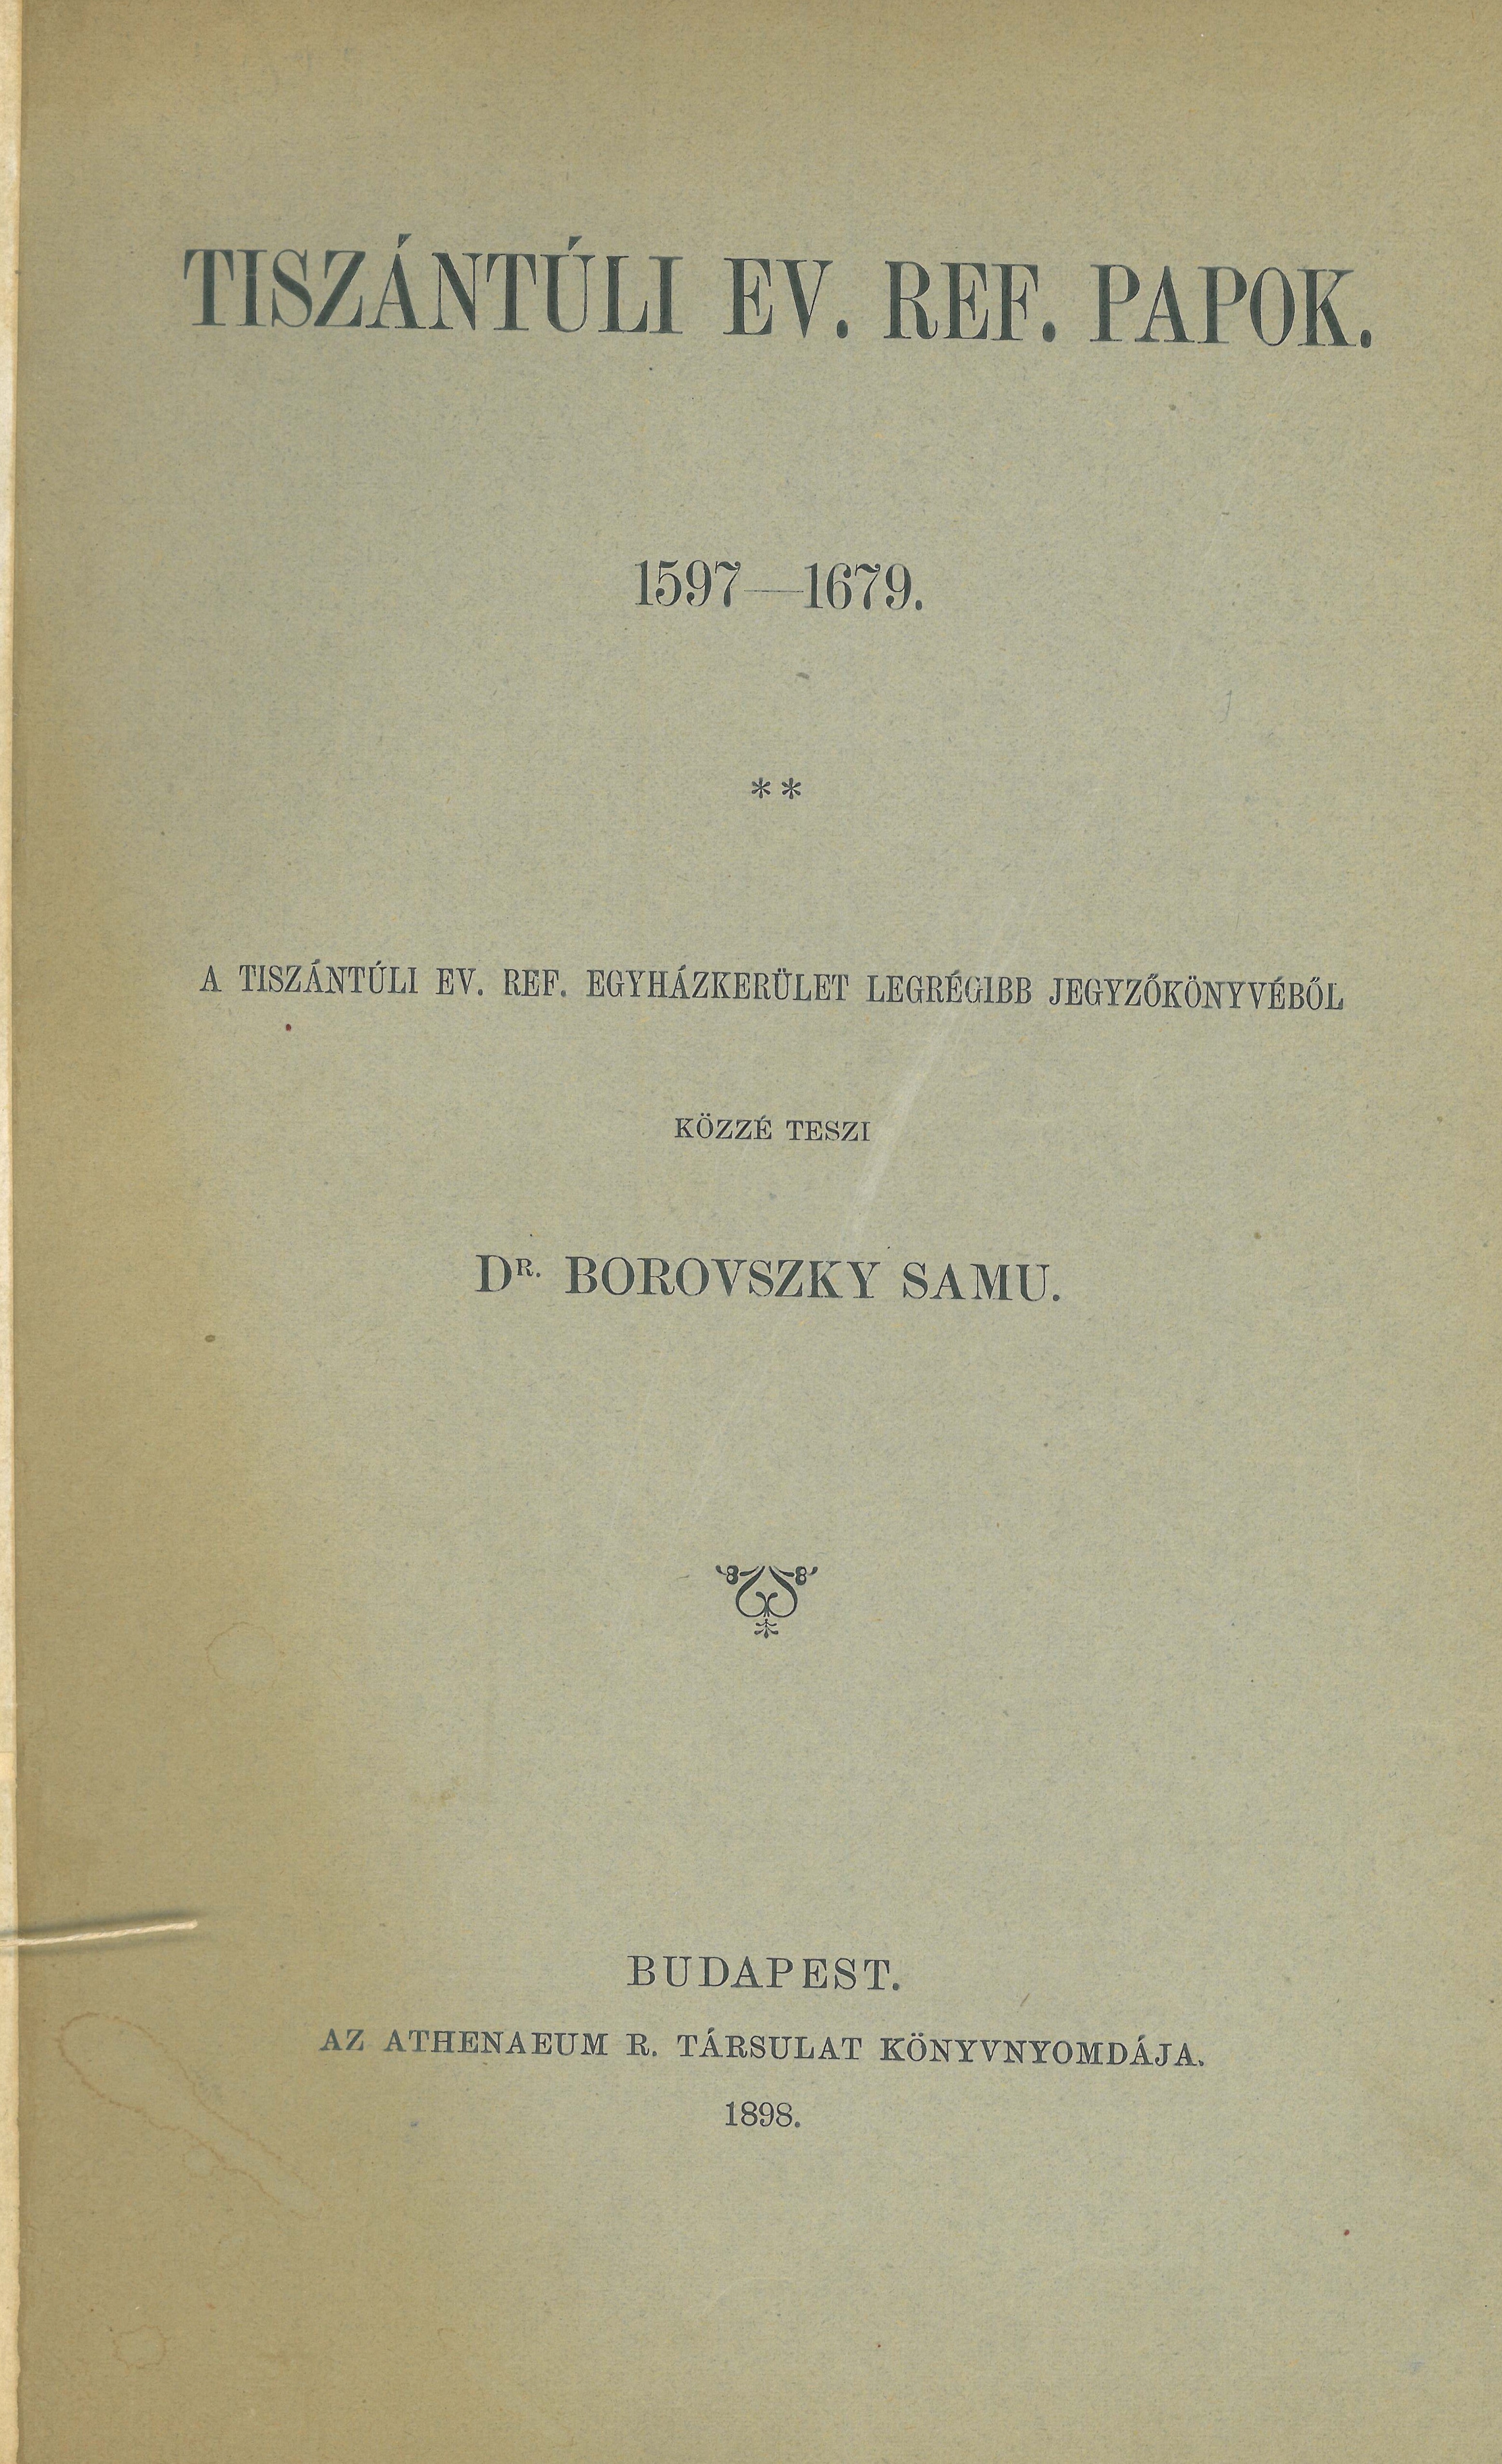 TISZÁNTÚLI EV. REF. PAPOK.
1597—1679.
**
A TISZÁNTÚLI EV. REF. EGYHÁZKERÜLET LEGRÉGIBB JEGYZŐKÖNYVÉBŐL
KÖZZÉ TESZI
DR. BOROVSZKY SAMU.
BUDAPEST.
AZ ATHENAEUM R. TÁRSULAT KÖNYVNYOMDÁJA.
1898.